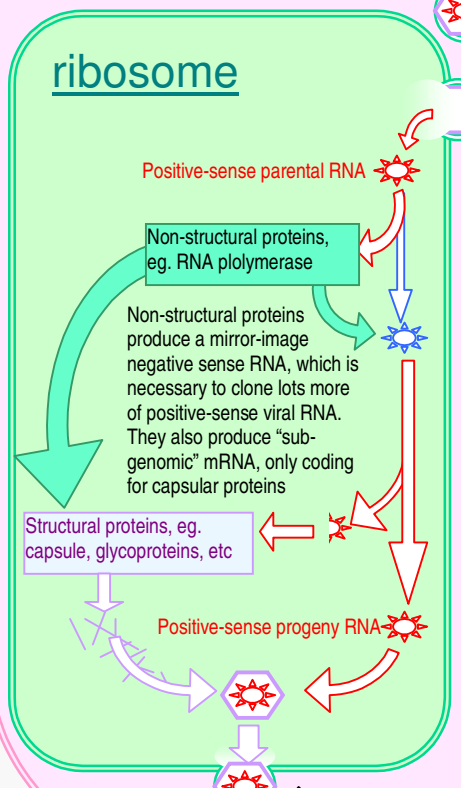 ribosome
Positive-sense parental RNA
Non-structural proteins,
eg. RNA plolymerase
Non-structural proteins
produce a mirror-image
negative sense RNA, which is
necessary to clone lots more
of positive-sense viral RNA.
They also produce “sub-
genomic” mRNA, only coding
for capsular proteins
Structural proteins, eg.
capsule, glycoproteins, etc
Positive-sense progeny RNA